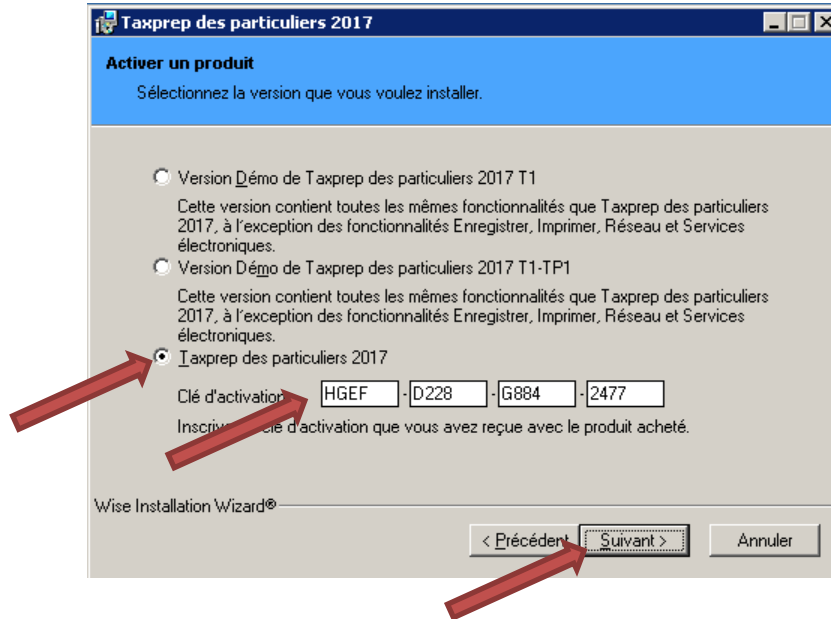 Taxprep des particuliers 2017
Activer un produit
Sélectionnez la version que vous voulez installer.
Version Démo de Taxprep des particuliers 2017 T1
Cette version contient toutes les mêmes fonctionnalités que Taxprep des particuliers
2017, à l'exception des fonctionnalités Enregistrer, Imprimer, Réseau et Services
électroniques.
Version Démo de Taxprep des particuliers 2017 T1-TP1
Cette version contient toutes les mêmes fonctionnalités que Taxprep des particuliers
2017, à l'exception des fonctionnalités Enregistrer, Imprimer, Réseau et Services
électroniques.
Taxprep des particuliers 2017
Clé d'activation HGEF - D228 - G884 - 2477
d'activation que vous avez reçue avec le produit acheté.
Wise Installation Wizard®
< Précédent Suivant > Annuler